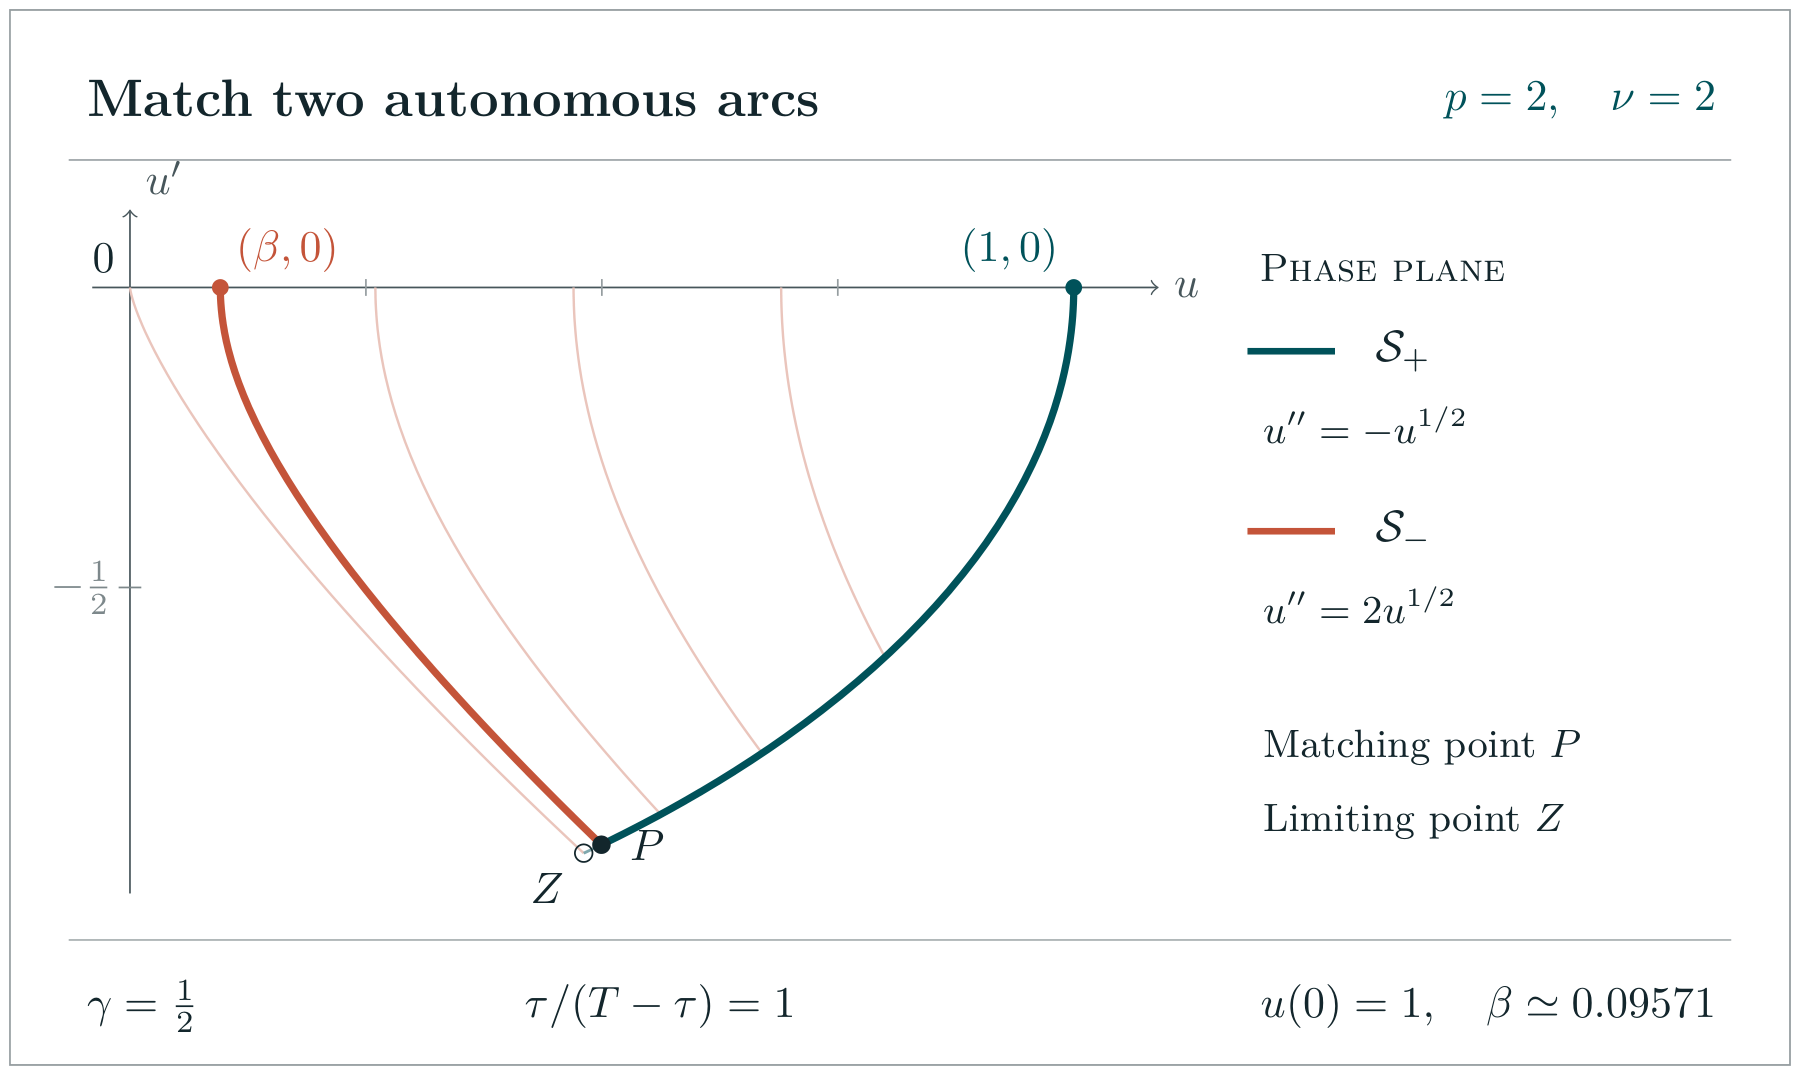 Match two autonomous arcs
p = 2, ν = 2
u′
0
(β, 0)
(1, 0)
u
−1/2
P
Z
Phase plane
𝒮₊
u″ = −u^{1/2}
𝒮₋
u″ = 2u^{1/2}
Matching point P
Limiting point Z
γ = 1/2
τ/(T − τ) = 1
u(0) = 1, β ≃ 0.09571